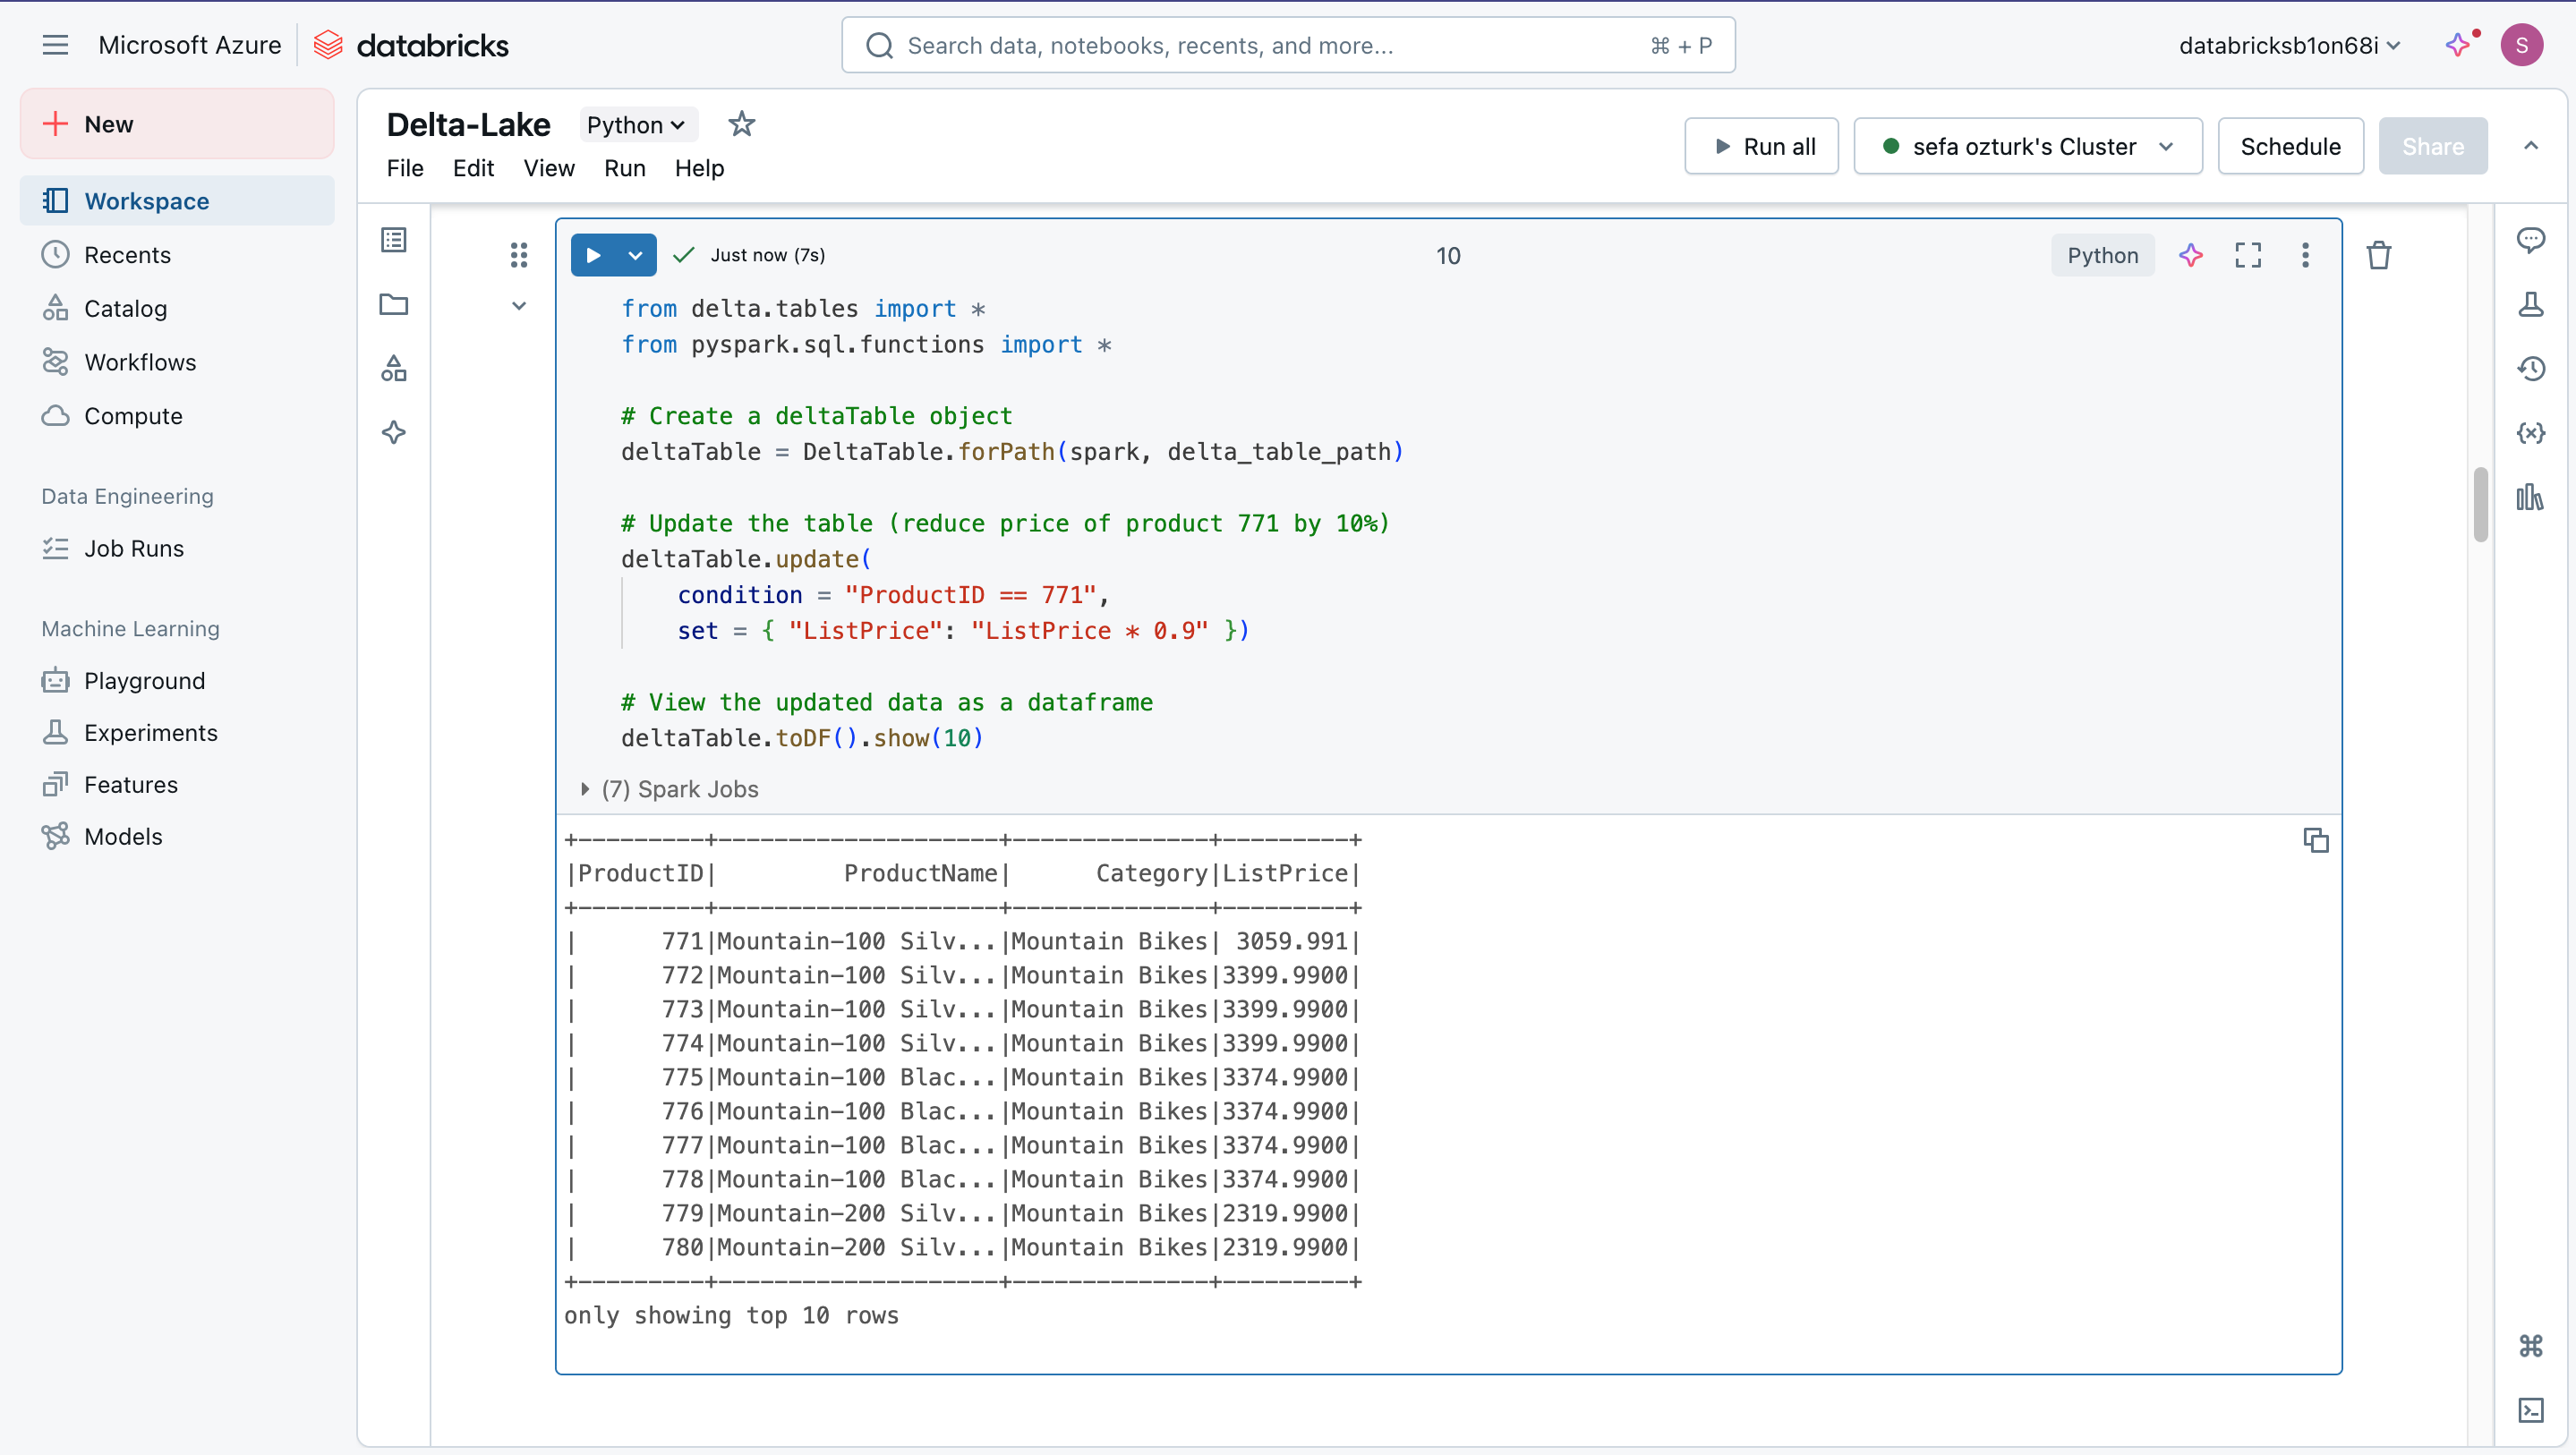 Microsoft Azure databricks
Search data, notebooks, recents, and more... ⌘ + P
databricksb1on68i
S
New
Workspace
Recents
Catalog
Workflows
Compute
Data Engineering
Job Runs
Machine Learning
Playground
Experiments
Features
Models
Delta-Lake Python
File Edit View Run Help
Run all
sefa ozturk's Cluster
Schedule
Share
Just now (7s)
10
Python
from delta.tables import *
from pyspark.sql.functions import *
# Create a deltaTable object
deltaTable = DeltaTable.forPath(spark, delta_table_path)
# Update the table (reduce price of product 771 by 10%)
deltaTable.update(
    condition = "ProductID == 771",
    set = { "ListPrice": "ListPrice * 0.9" })
# View the updated data as a dataframe
deltaTable.toDF().show(10)
(7) Spark Jobs
+---------+--------------------+--------------+---------+
|ProductID|         ProductName|      Category|ListPrice|
+---------+--------------------+--------------+---------+
|      771|Mountain-100 Silv...|Mountain Bikes| 3059.991|
|      772|Mountain-100 Silv...|Mountain Bikes|3399.9900|
|      773|Mountain-100 Silv...|Mountain Bikes|3399.9900|
|      774|Mountain-100 Silv...|Mountain Bikes|3399.9900|
|      775|Mountain-100 Blac...|Mountain Bikes|3374.9900|
|      776|Mountain-100 Blac...|Mountain Bikes|3374.9900|
|      777|Mountain-100 Blac...|Mountain Bikes|3374.9900|
|      778|Mountain-100 Blac...|Mountain Bikes|3374.9900|
|      779|Mountain-200 Silv...|Mountain Bikes|2319.9900|
|      780|Mountain-200 Silv...|Mountain Bikes|2319.9900|
+---------+--------------------+--------------+---------+
only showing top 10 rows